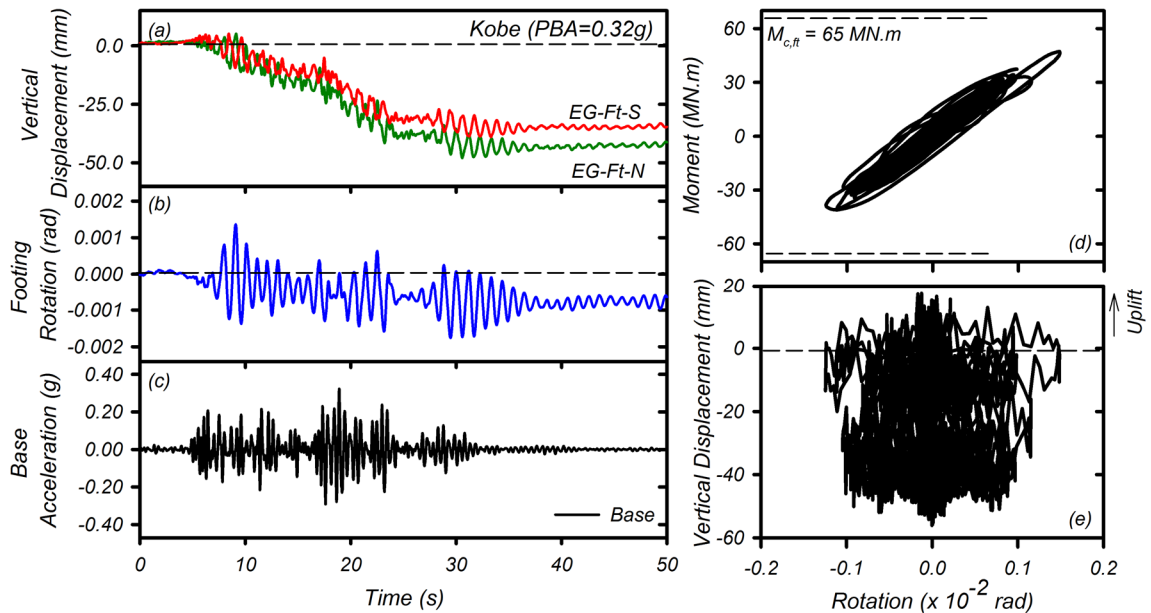 (a)
Kobe (PBA=0.32g)
Vertical
Displacement (mm)
0.0
-25.0
-50.0
EG-Ft-S
EG-Ft-N
(b)
Footing
Rotation (rad)
0.002
0.001
0.000
-0.001
-0.002
(c)
Base
Acceleration (g)
0.40
0.20
0.00
-0.20
-0.40
Base
0
10
20
30
40
50
Time (s)
Moment (MN.m)
60
30
0
-30
-60
M_c,ft = 65 MN.m
(d)
Vertical Displacement (mm)
20
0
-20
-40
-60
Uplift
(e)
-0.2
-0.1
0.0
0.1
0.2
Rotation (x 10^-2 rad)